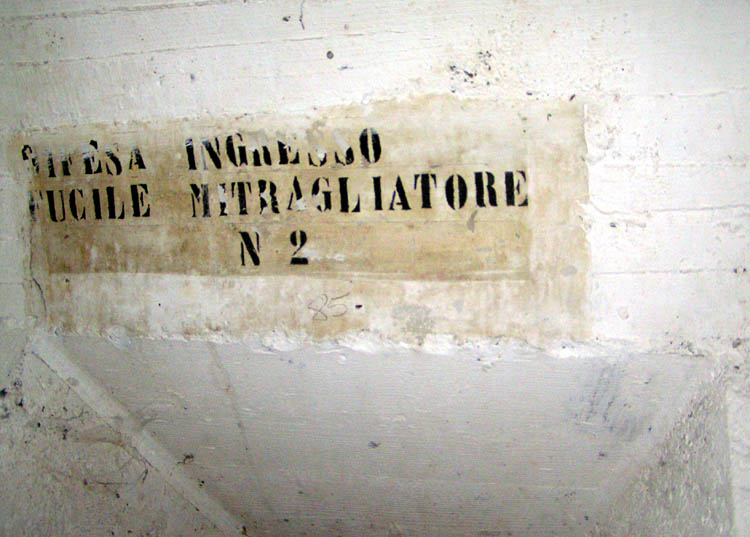 DIFESA INGRESSO
FUCILE MITRAGLIATORE
N 2
85